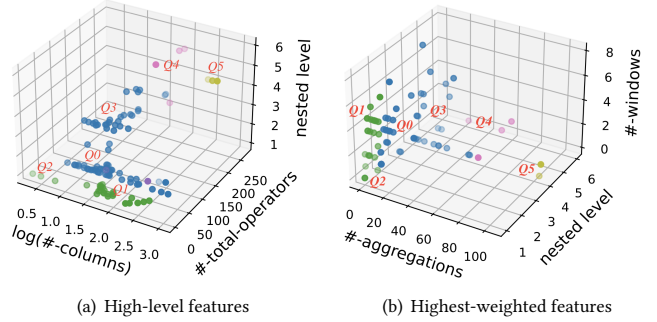 Q4
Q5
Q3
Q0
Q2
Q1
6
5
4
3
2
1
nested level
0.5
1.0
1.5
2.0
2.5
3.0
log(#-columns)
0
50
100
150
200
250
#-total-operators
(a) High-level features
Q1
Q0
Q3
Q4
Q2
Q5
8
6
4
2
0
#-windows
0
20
40
60
80
100
#-aggregations
1
2
3
4
5
6
nested level
(b) Highest-weighted features